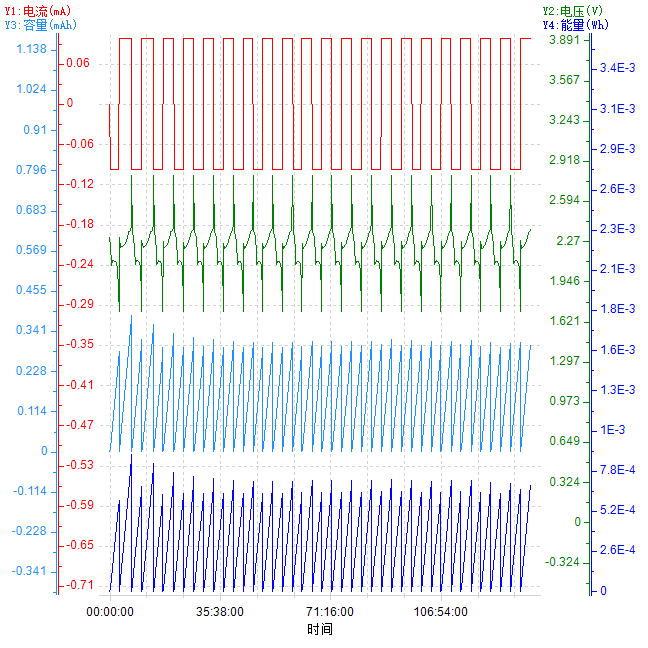 Y1:电流(mA)
Y3:容量(mAh)
Y2:电压(V)
Y4:能量(Wh)
1.138
1.024
0.91
0.796
0.683
0.569
0.455
0.341
0.228
0.114
0
-0.114
-0.228
-0.341
0.06
0
-0.06
-0.12
-0.18
-0.24
-0.29
-0.35
-0.41
-0.47
-0.53
-0.59
-0.65
-0.71
3.891
3.567
3.243
2.918
2.594
2.27
1.946
1.621
1.297
0.973
0.649
0.324
0
-0.324
3.4E-3
3.1E-3
2.9E-3
2.6E-3
2.3E-3
2.1E-3
1.8E-3
1.6E-3
1.3E-3
1E-3
7.8E-4
5.2E-4
2.6E-4
0
00:00:00
35:38:00
71:16:00
106:54:00
时间